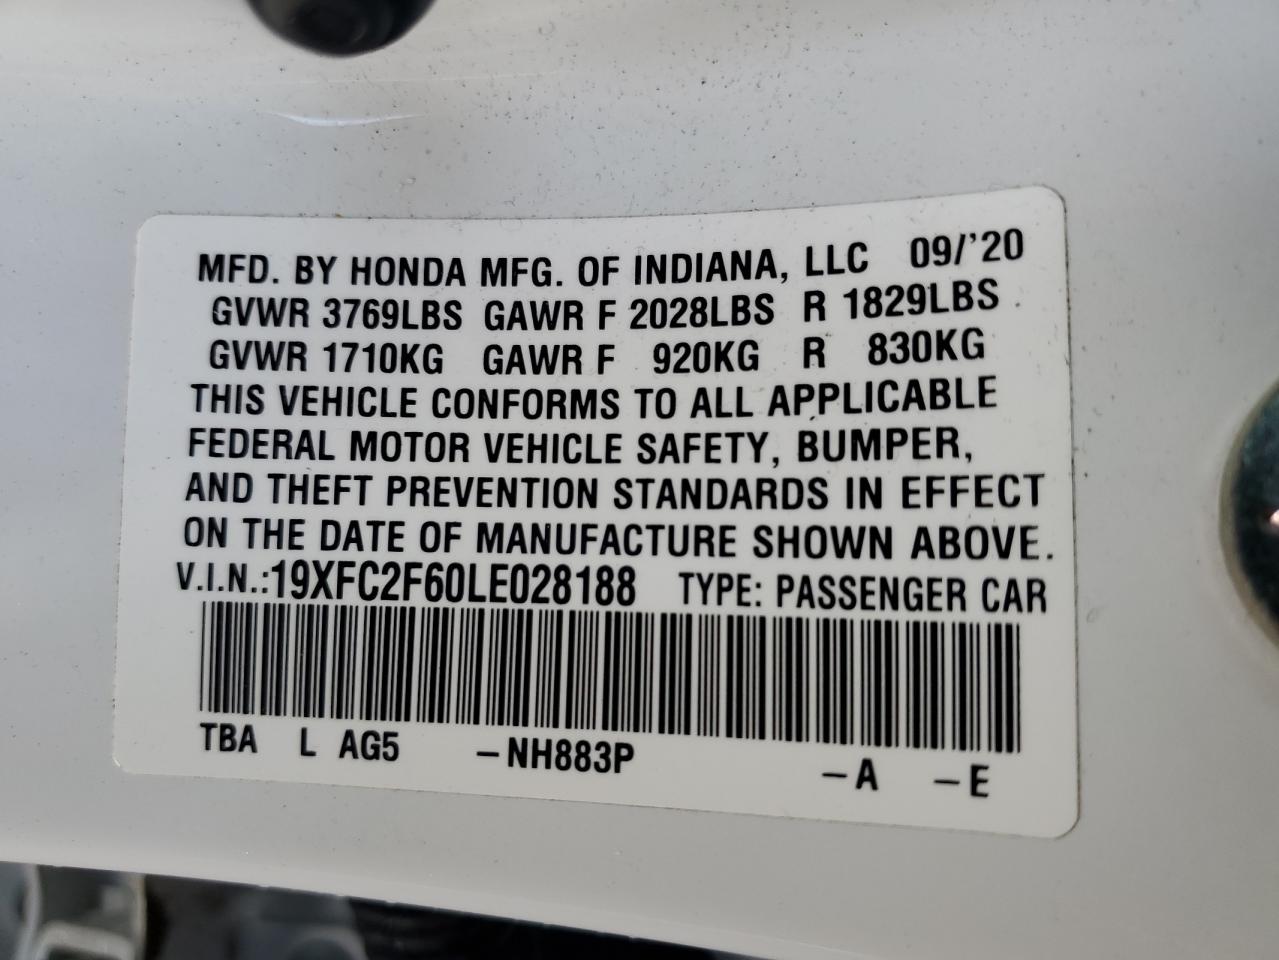 MFD. BY HONDA MFG. OF INDIANA, LLC 09/'20
GVWR 3769LBS GAWR F 2028LBS R 1829LBS
GVWR 1710KG GAWR F 920KG R 830KG
THIS VEHICLE CONFORMS TO ALL APPLICABLE
FEDERAL MOTOR VEHICLE SAFETY, BUMPER,
AND THEFT PREVENTION STANDARDS IN EFFECT
ON THE DATE OF MANUFACTURE SHOWN ABOVE.
V.I.N.:19XFC2F60LE028188 TYPE: PASSENGER CAR
TBA L AG5 -NH883P -A -E